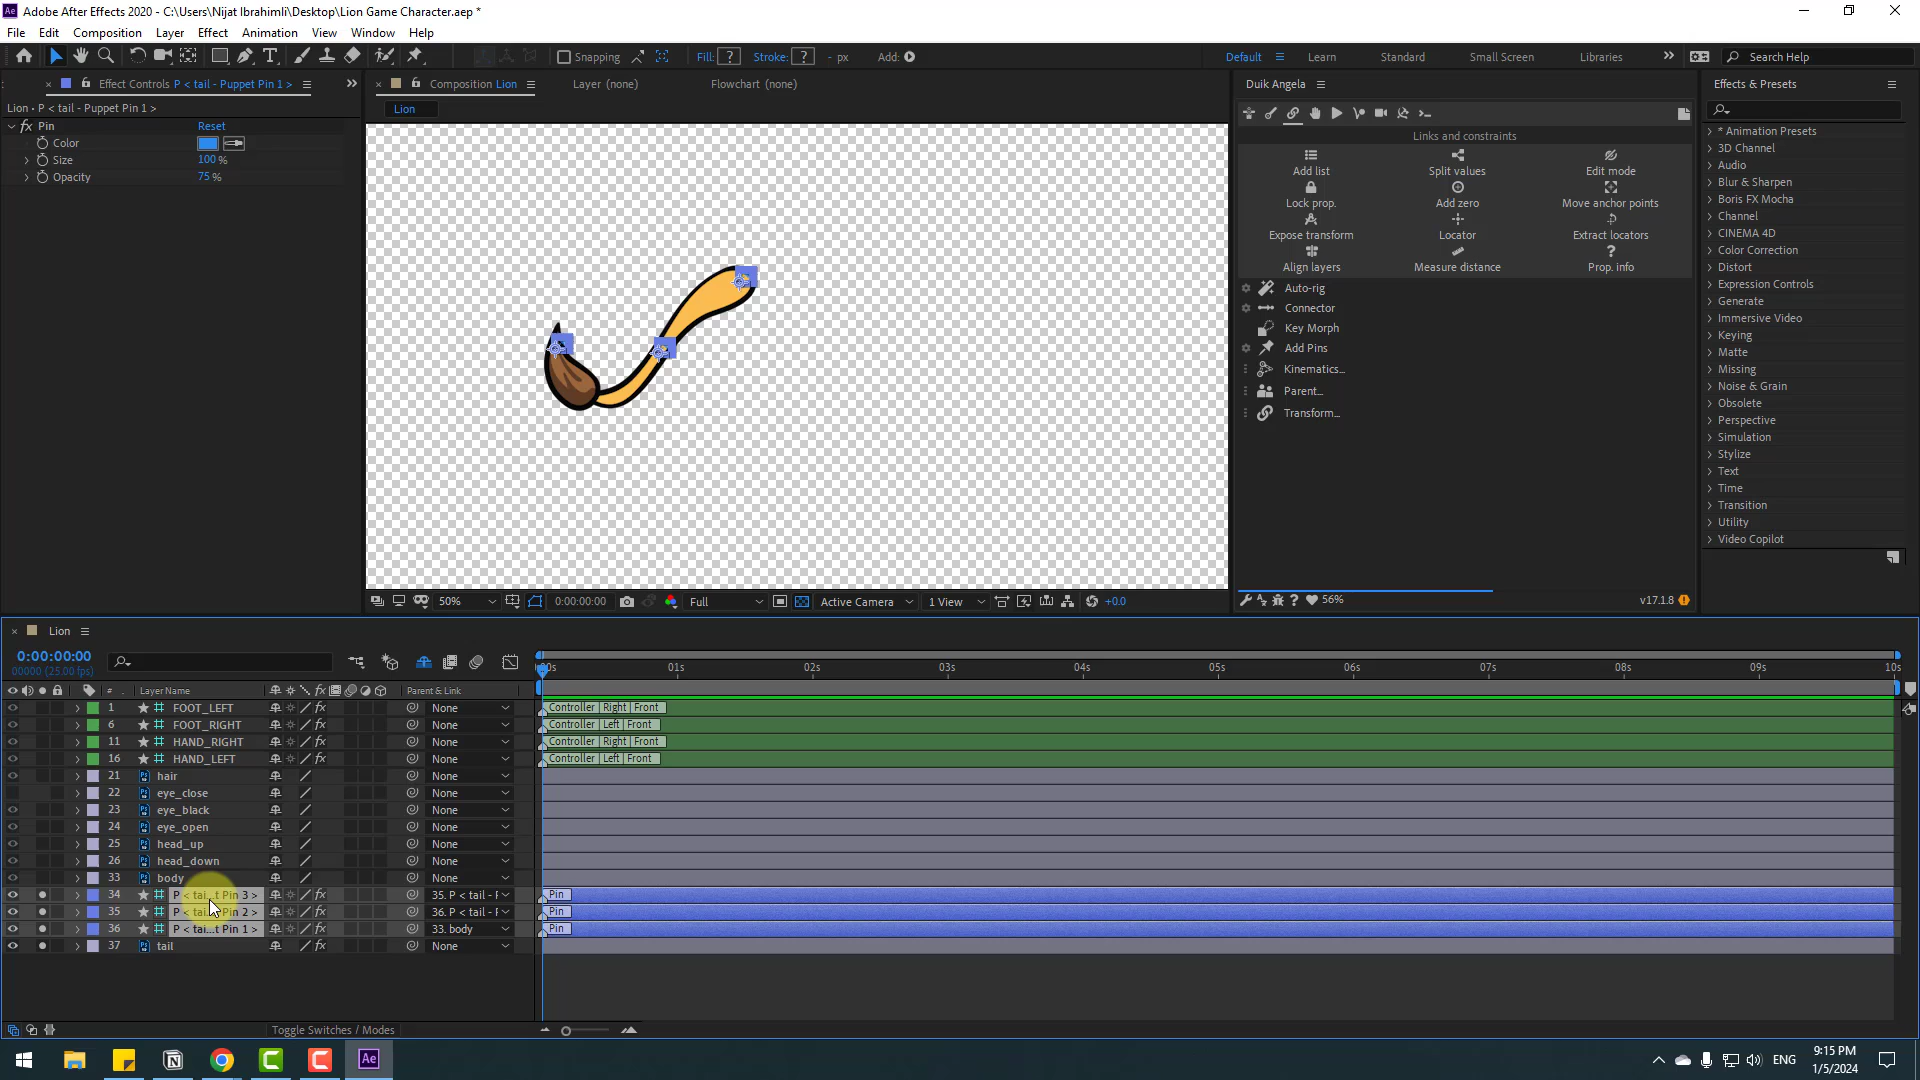 Adobe After Effects 2020 - C:\Users\Nijat Ibrahimli\Desktop\Lion Game Character.aep *
File Edit Composition Layer Effect Animation View Window Help
Snapping Fill: ? Stroke: ? - px Add: Default Learn Standard Small Screen Libraries Search Help
Effect Controls P < tail - Puppet Pin 1 >
Lion • P < tail - Puppet Pin 1 >
fx Pin Reset
Color
Size 100 %
Opacity 75 %
Composition Lion Layer (none) Flowchart (none)
Lion
50% 0:00:00:00 Full Active Camera 1 View +0.0
Duik Angela
Links and constraints
Add list Split values Edit mode
Lock prop. Add zero Move anchor points
Expose transform Locator Extract locators
Align layers Measure distance Prop. info
Auto-rig
Connector
Key Morph
Add Pins
Kinematics...
Parent...
Transform...
56% v17.1.8
Effects & Presets
* Animation Presets
3D Channel
Audio
Blur & Sharpen
Boris FX Mocha
Channel
CINEMA 4D
Color Correction
Distort
Expression Controls
Generate
Immersive Video
Keying
Matte
Missing
Noise & Grain
Obsolete
Perspective
Simulation
Stylize
Text
Time
Transition
Utility
Video Copilot
Lion
0:00:00:00
00000 (25.00 fps)
01s 02s 03s 04s 05s 06s 07s 08s 09s 10s
# Layer Name fx Parent & Link
1 FOOT_LEFT fx None Controller | Right | Front
6 FOOT_RIGHT fx None Controller | Left | Front
11 HAND_RIGHT fx None Controller | Right | Front
16 HAND_LEFT fx None Controller | Left | Front
21 hair None
22 eye_close None
23 eye_black None
24 eye_open None
25 head_up None
26 head_down None
33 body None
34 P < tai...t Pin 3 > fx 35. P < tail - F Pin
35 P < tai...t Pin 2 > fx 36. P < tail - F Pin
36 P < tai...t Pin 1 > fx 33. body Pin
37 tail fx None
Toggle Switches / Modes
Ae ENG 9:15 PM
1/5/2024